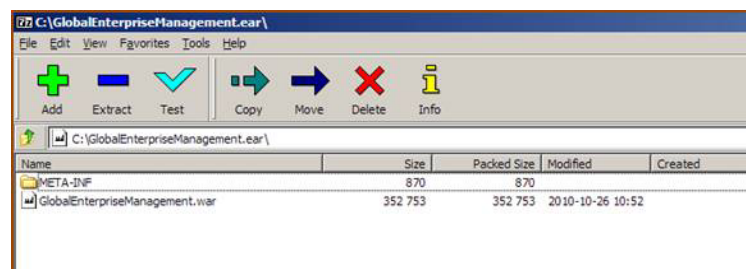 7z C:\GlobalEnterpriseManagement.ear\
File Edit View Favorites Tools Help
Add Extract Test Copy Move Delete Info
C:\GlobalEnterpriseManagement.ear\
Name Size Packed Size Modified Created
META-INF 870 870
GlobalEnterpriseManagement.war 352 753 352 753 2010-10-26 10:52